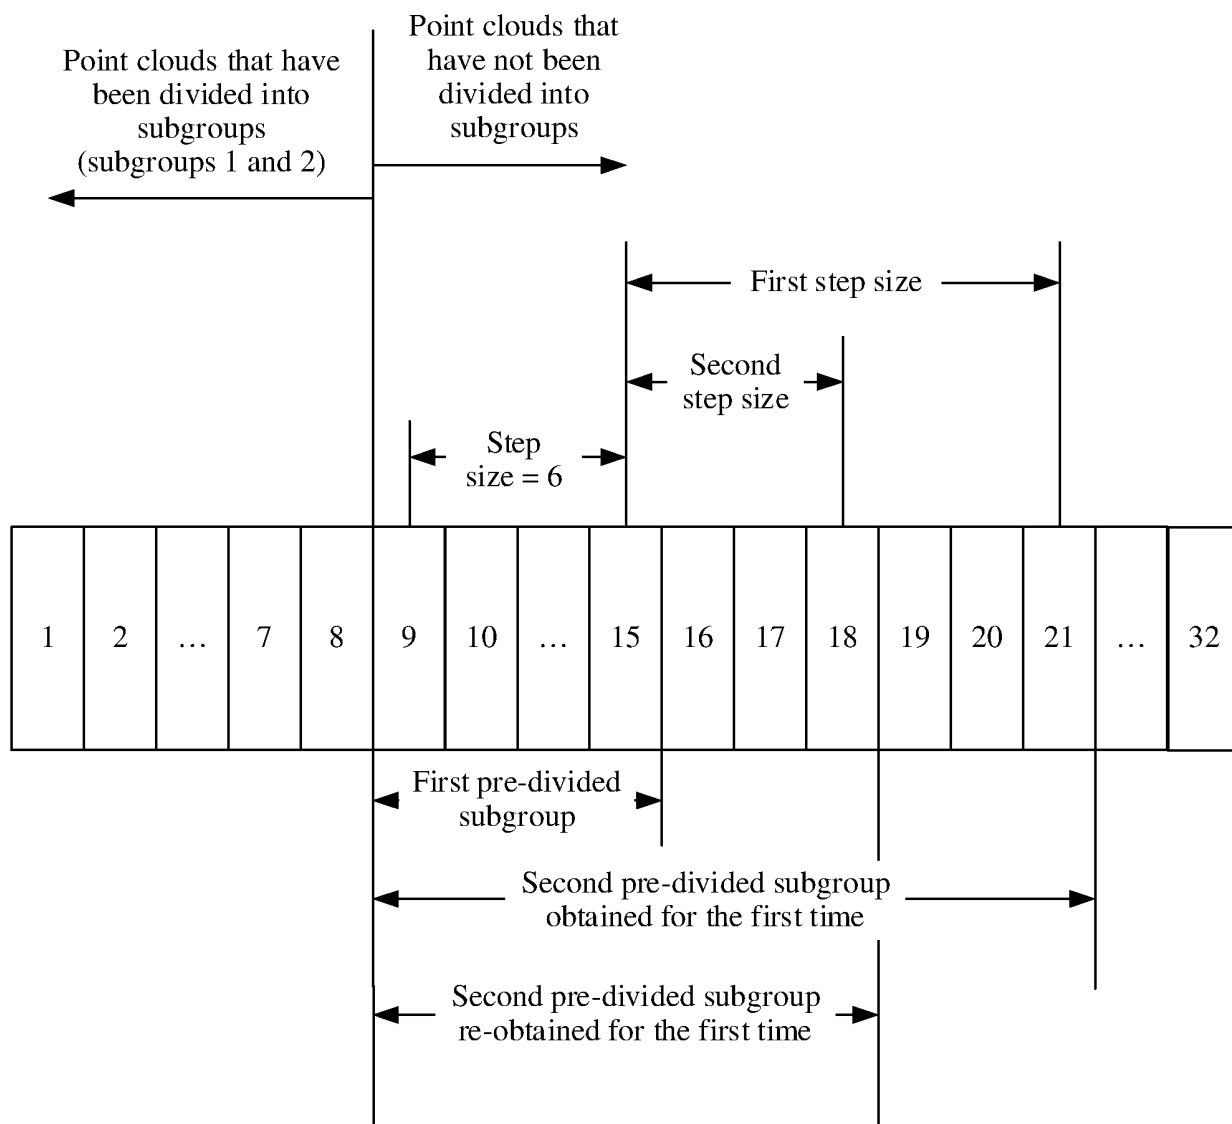 Point clouds that have
been divided into
subgroups
(subgroups 1 and 2)
Point clouds that
have not been
divided into
subgroups
First step size
Second
step size
Step
size = 6
1 2 … 7 8 9 10 … 15 16 17 18 19 20 21 … 32
First pre-divided
subgroup
Second pre-divided subgroup
obtained for the first time
Second pre-divided subgroup
re-obtained for the first time